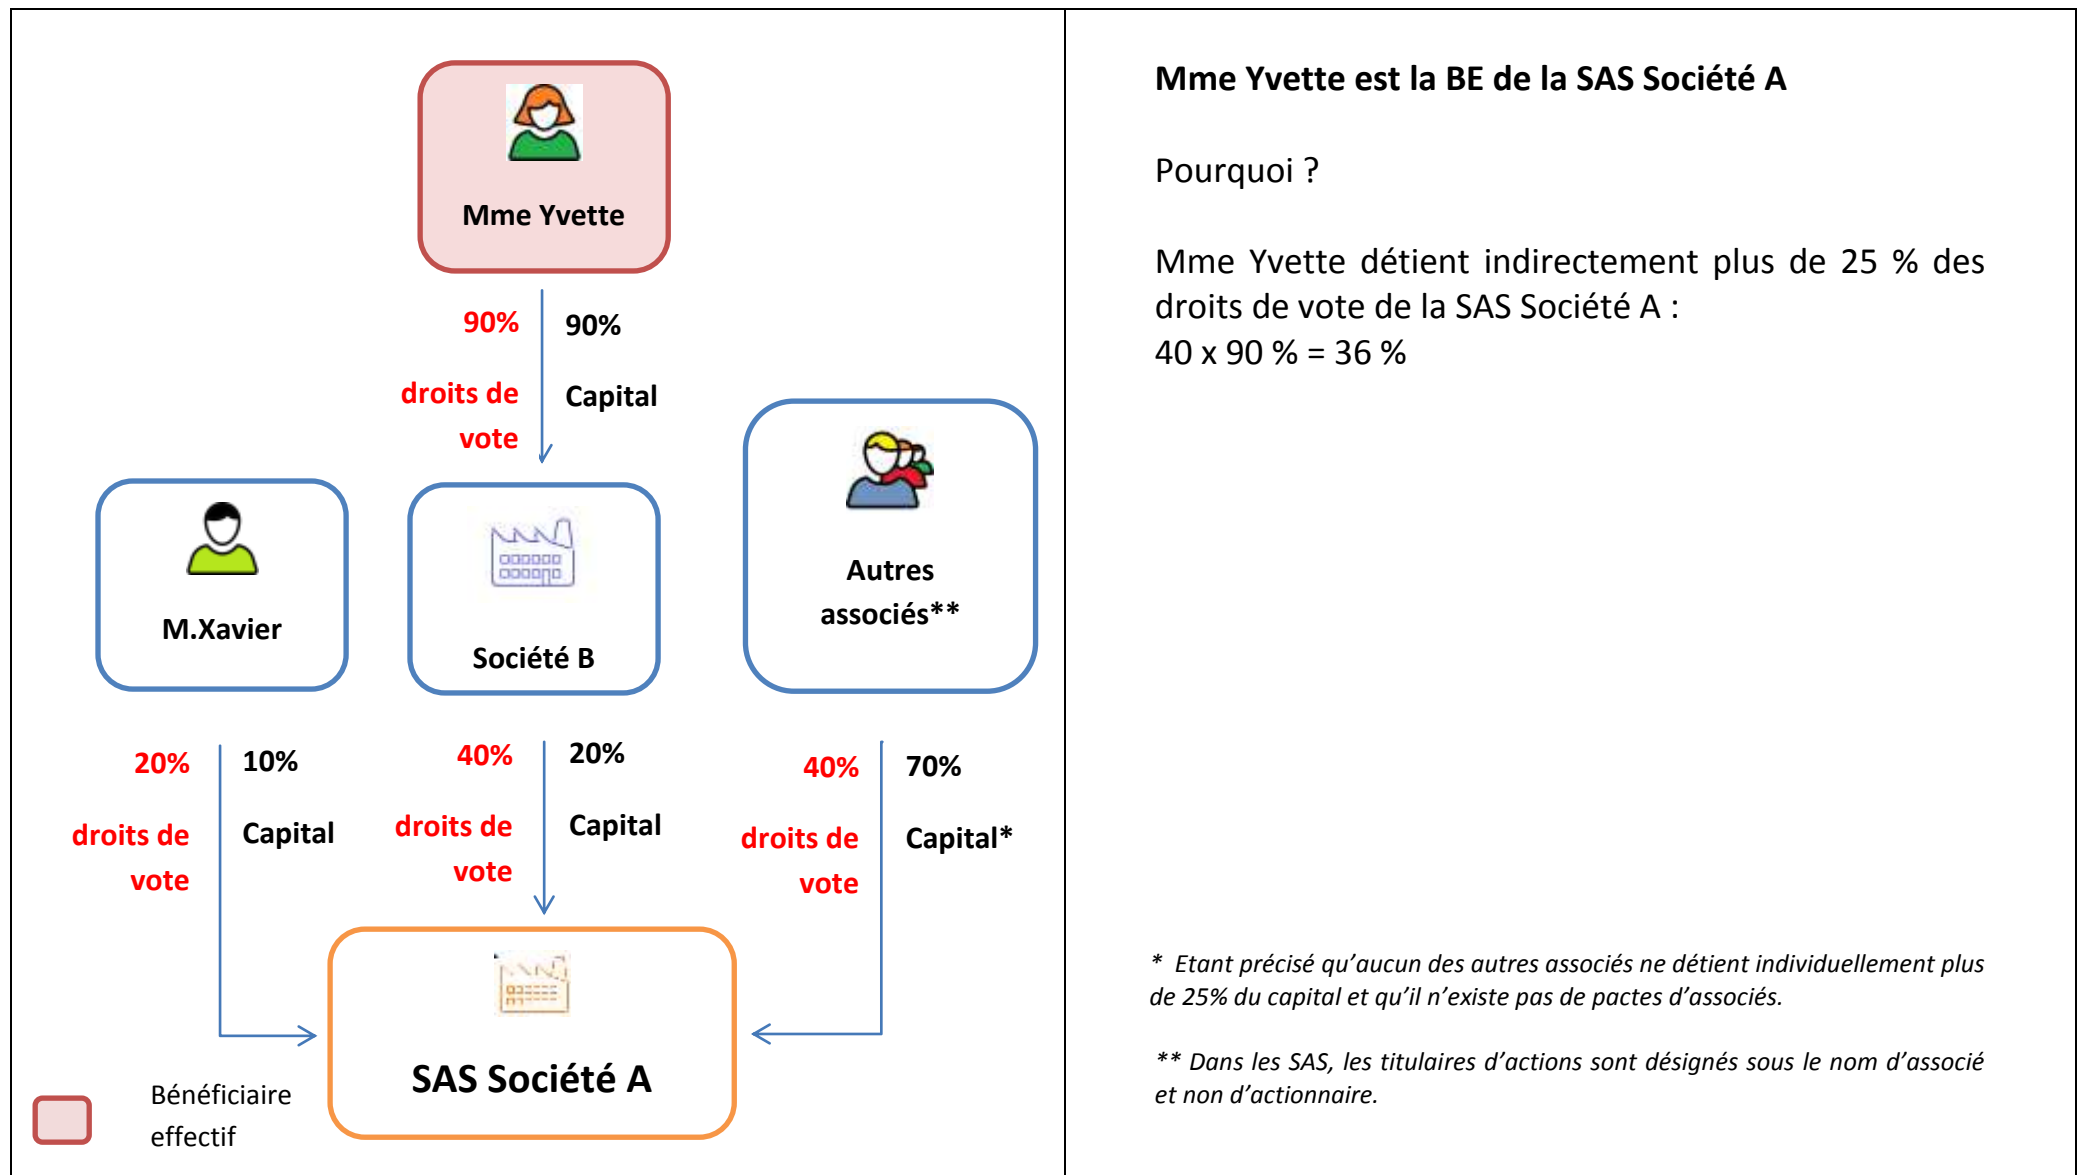 Mme Yvette
90%
droits de
vote
90%
Capital
M.Xavier
Société B
Autres
associés**
20%
droits de
vote
10%
Capital
40%
droits de
vote
20%
Capital
40%
droits de
vote
70%
Capital*
SAS Société A
Bénéficiaire
effectif
Mme Yvette est la BE de la SAS Société A
Pourquoi ?
Mme Yvette détient indirectement plus de 25 % des
droits de vote de la SAS Société A :
40 x 90 % = 36 %
* Etant précisé qu’aucun des autres associés ne détient individuellement plus
de 25% du capital et qu’il n’existe pas de pactes d’associés.
** Dans les SAS, les titulaires d’actions sont désignés sous le nom d’associé
et non d’actionnaire.